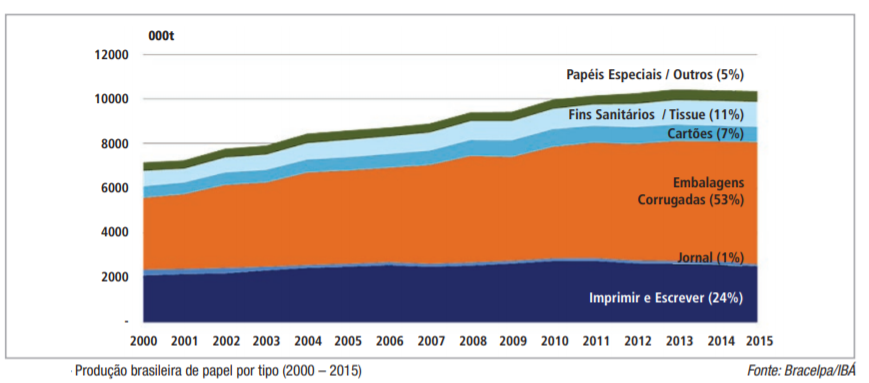 000t
12000
10000
8000
6000
4000
2000
-
Papéis Especiais / Outros (5%)
Fins Sanitários / Tissue (11%)
Cartões (7%)
Embalagens
Corrugadas (53%)
Jornal (1%)
Imprimir e Escrever (24%)
2000 2001 2002 2003 2004 2005 2006 2007 2008 2009 2010 2011 2012 2013 2014 2015
Produção brasileira de papel por tipo (2000 – 2015)
Fonte: Bracelpa/IBÁ